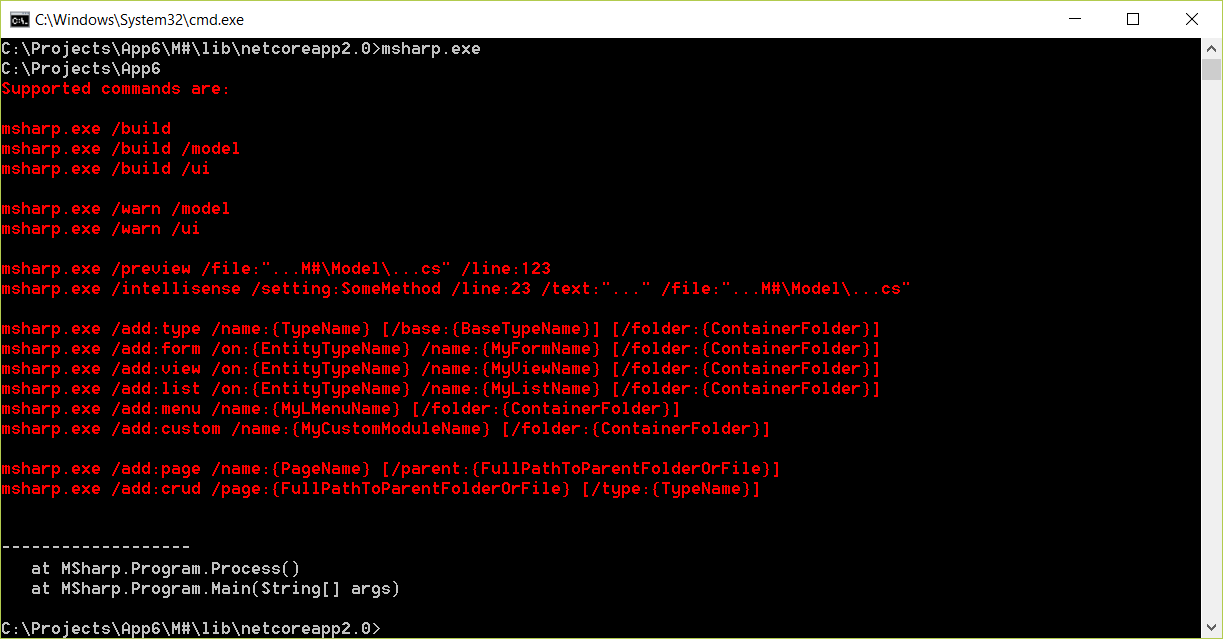 C:\Windows\System32\cmd.exe
C:\Projects\App6\M#\lib\netcoreapp2.0>msharp.exe
C:\Projects\App6
Supported commands are:
msharp.exe /build
msharp.exe /build /model
msharp.exe /build /ui
msharp.exe /warn /model
msharp.exe /warn /ui
msharp.exe /preview /file:"...M#\Model\...cs" /line:123
msharp.exe /intellisense /setting:SomeMethod /line:23 /text:"..." /file:"...M#\Model\...cs"
msharp.exe /add:type /name:{TypeName} [/base:{BaseTypeName}] [/folder:{ContainerFolder}]
msharp.exe /add:form /on:{EntityTypeName} /name:{MyFormName} [/folder:{ContainerFolder}]
msharp.exe /add:view /on:{EntityTypeName} /name:{MyViewName} [/folder:{ContainerFolder}]
msharp.exe /add:list /on:{EntityTypeName} /name:{MyListName} [/folder:{ContainerFolder}]
msharp.exe /add:menu /name:{MyLMenuName} [/folder:{ContainerFolder}]
msharp.exe /add:custom /name:{MyCustomModuleName} [/folder:{ContainerFolder}]
msharp.exe /add:page /name:{PageName} [/parent:{FullPathToParentFolderOrFile}]
msharp.exe /add:crud /page:{FullPathToParentFolderOrFile} [/type:{TypeName}]
-------------------
at MSharp.Program.Process()
at MSharp.Program.Main(String[] args)
C:\Projects\App6\M#\lib\netcoreapp2.0>